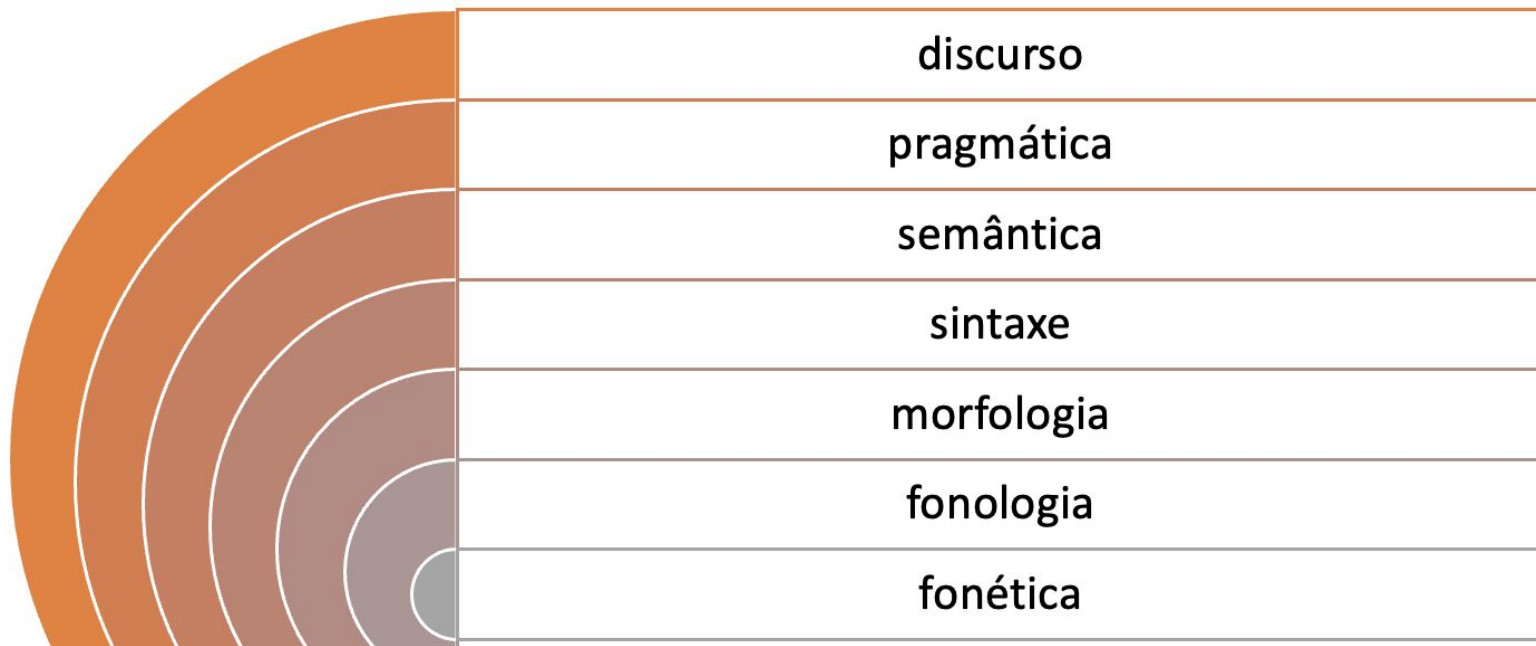 discurso
pragmática
semântica
sintaxe
morfologia
fonologia
fonética